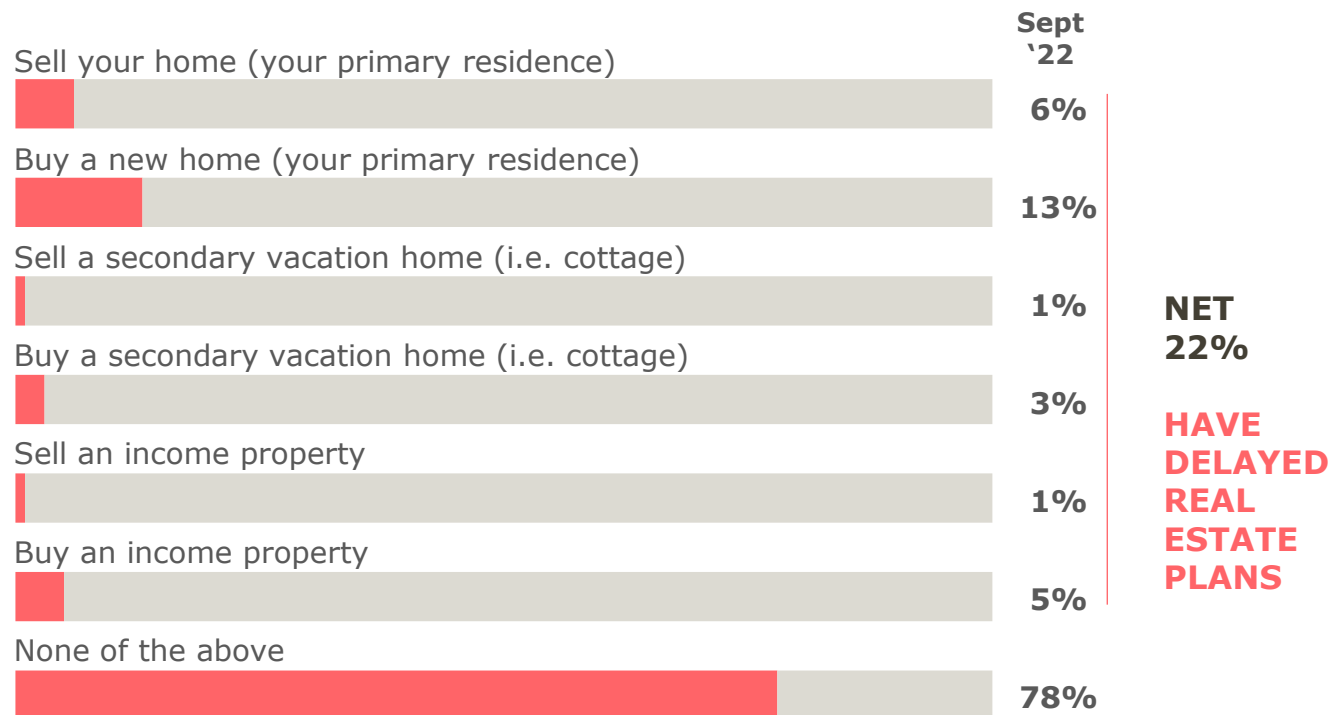 Sept
‘22
Sell your home (your primary residence)
6%
Buy a new home (your primary residence)
13%
Sell a secondary vacation home (i.e. cottage)
1%
Buy a secondary vacation home (i.e. cottage)
3%
Sell an income property
1%
Buy an income property
5%
None of the above
78%
NET
22%
HAVE
DELAYED
REAL
ESTATE
PLANS